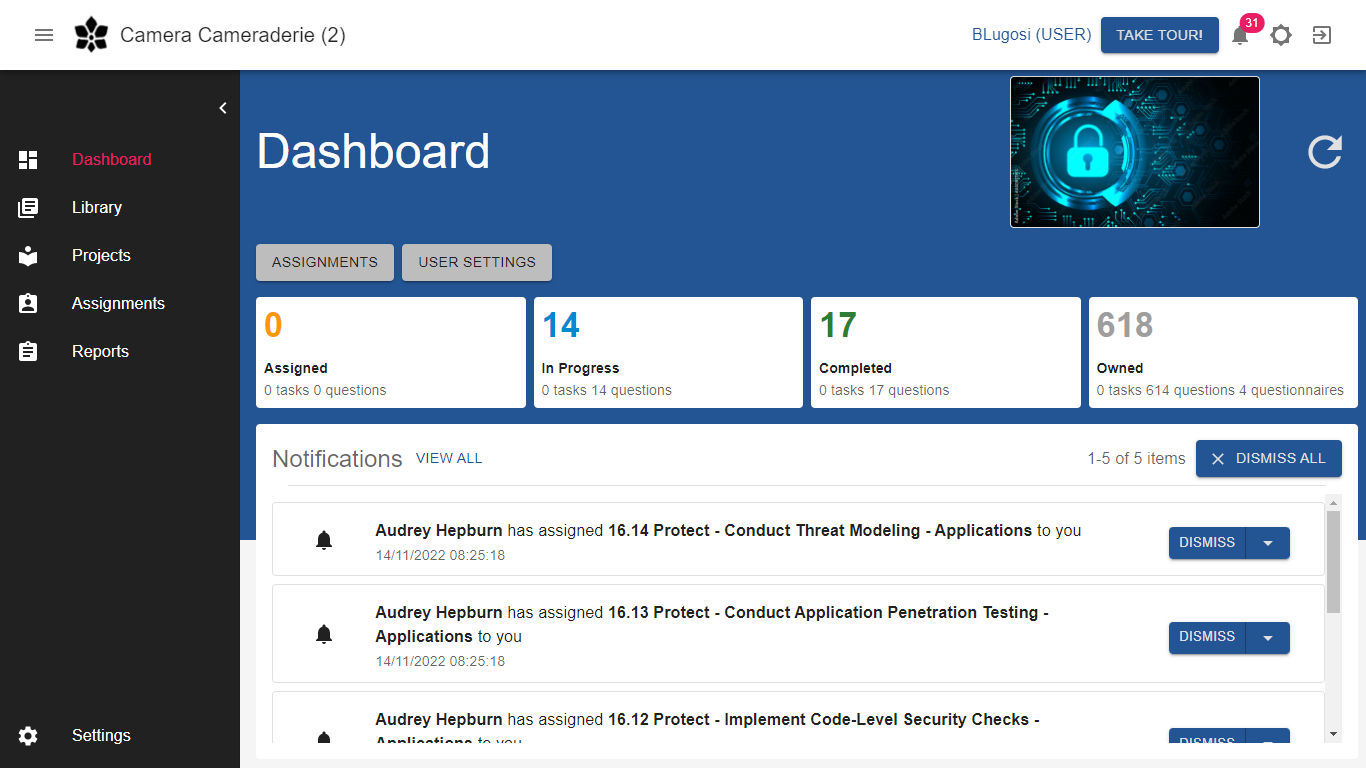 Camera Cameraderie (2)
BLugosi (USER)
TAKE TOUR!
31
Dashboard
Library
Projects
Assignments
Reports
Settings
Dashboard
ASSIGNMENTS
USER SETTINGS
0
Assigned
0 tasks 0 questions
14
In Progress
0 tasks 14 questions
17
Completed
0 tasks 17 questions
618
Owned
0 tasks 614 questions 4 questionnaires
Notifications
VIEW ALL
1-5 of 5 items
DISMISS ALL
Audrey Hepburn has assigned 16.14 Protect - Conduct Threat Modeling - Applications to you
14/11/2022 08:25:18
DISMISS
Audrey Hepburn has assigned 16.13 Protect - Conduct Application Penetration Testing -
Applications to you
14/11/2022 08:25:18
DISMISS
Audrey Hepburn has assigned 16.12 Protect - Implement Code-Level Security Checks -
Applications to you
DISMISS